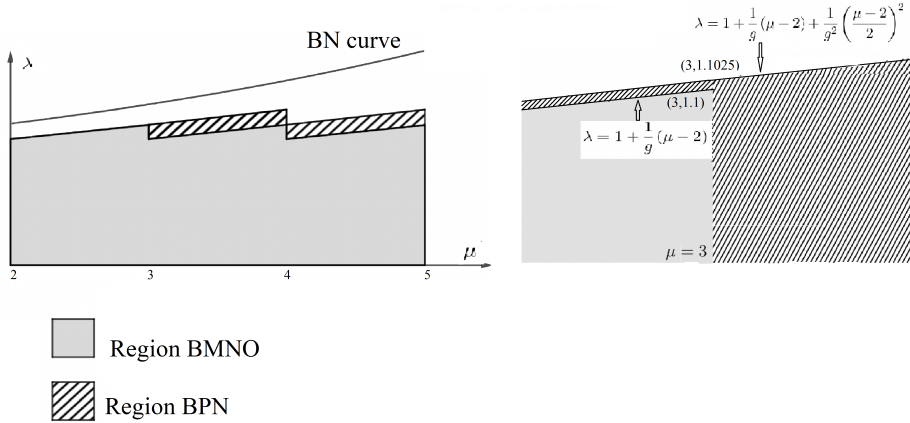 BN curve
λ
μ
2 3 4 5
Region BMNO
Region BPN
λ = 1 + 1/g (μ − 2) + 1/g² ((μ − 2)/2)²
(3,1.1025)
(3,1.1)
λ = 1 + 1/g (μ − 2)
μ = 3